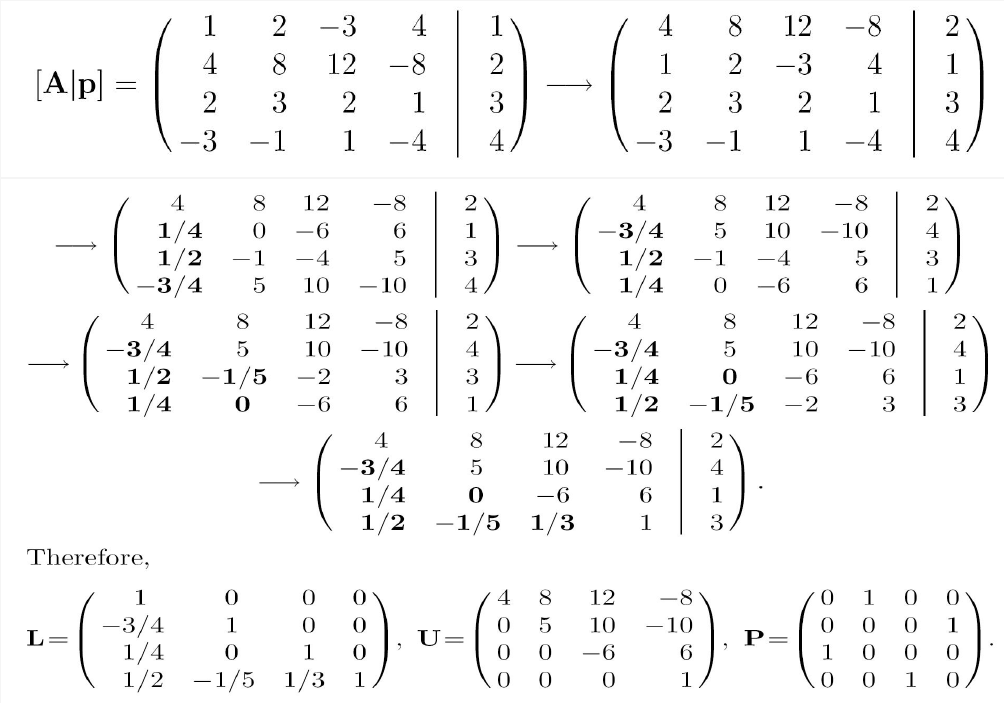 [A|p] = ( 1 2 −3 4 | 1 ) ⟶ ( 4 8 12 −8 | 2 )
( 4 8 12 −8 | 2 ) ( 1 2 −3 4 | 1 )
( 2 3 2 1 | 3 ) ( 2 3 2 1 | 3 )
( −3 −1 1 −4 | 4 ) ( −3 −1 1 −4 | 4 )
⟶ ( 4 8 12 −8 | 2 ) ⟶ ( 4 8 12 −8 | 2 )
( 1/4 0 −6 6 | 1 ) ( −3/4 5 10 −10 | 4 )
( 1/2 −1 −4 5 | 3 ) ( 1/2 −1 −4 5 | 3 )
( −3/4 5 10 −10 | 4 ) ( 1/4 0 −6 6 | 1 )
⟶ ( 4 8 12 −8 | 2 ) ⟶ ( 4 8 12 −8 | 2 )
( −3/4 5 10 −10 | 4 ) ( −3/4 5 10 −10 | 4 )
( 1/2 −1/5 −2 3 | 3 ) ( 1/4 0 −6 6 | 1 )
( 1/4 0 −6 6 | 1 ) ( 1/2 −1/5 −2 3 | 3 )
⟶ ( 4 8 12 −8 | 2 )
( −3/4 5 10 −10 | 4 )
( 1/4 0 −6 6 | 1 )
( 1/2 −1/5 1/3 1 | 3 ) .
Therefore,
L = ( 1 0 0 0 ) , U = ( 4 8 12 −8 ) , P = ( 0 1 0 0 )
( −3/4 1 0 0 ) ( 0 5 10 −10 ) ( 0 0 0 1 )
( 1/4 0 1 0 ) ( 0 0 −6 6 ) ( 1 0 0 0 )
( 1/2 −1/5 1/3 1 ) ( 0 0 0 1 ) ( 0 0 1 0 ) .